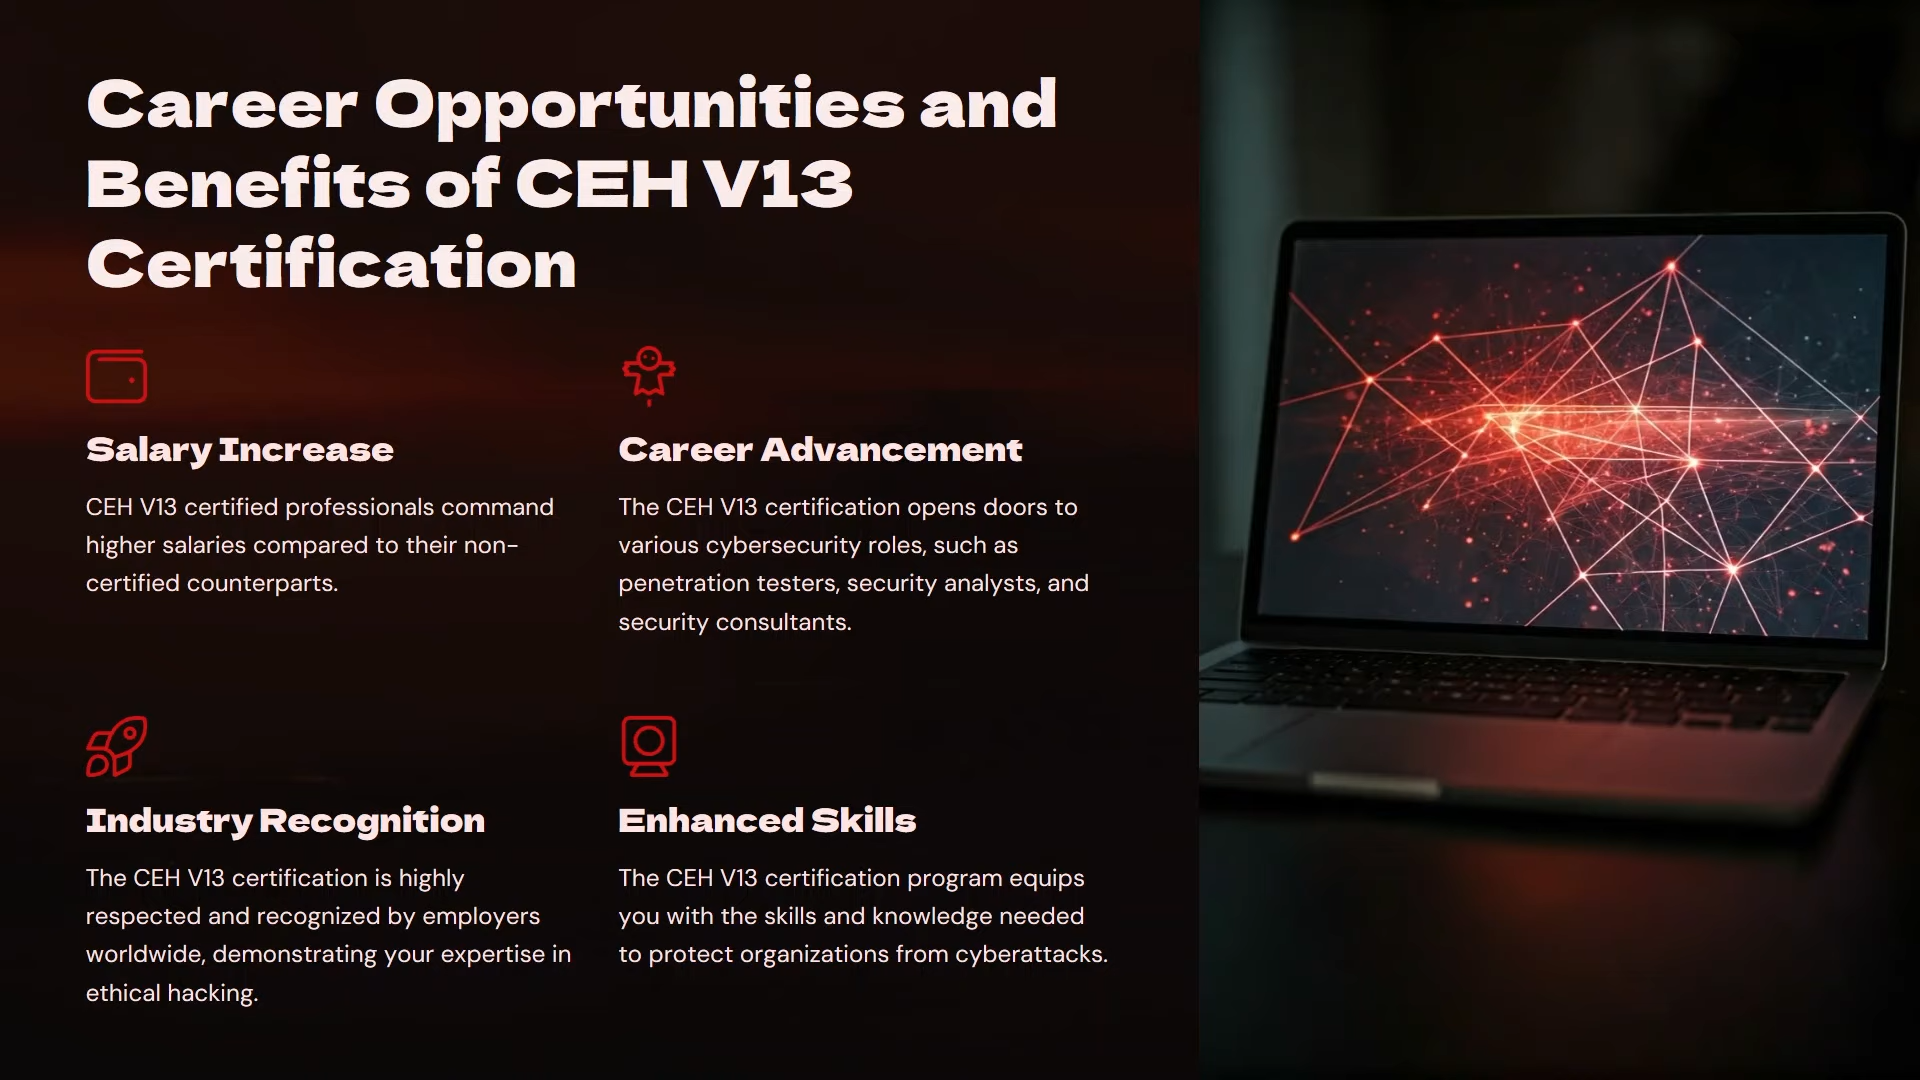 Career Opportunities and
Benefits of CEH V13
Certification
Salary Increase
CEH V13 certified professionals command
higher salaries compared to their non-
certified counterparts.
Career Advancement
The CEH V13 certification opens doors to
various cybersecurity roles, such as
penetration testers, security analysts, and
security consultants.
Industry Recognition
The CEH V13 certification is highly
respected and recognized by employers
worldwide, demonstrating your expertise in
ethical hacking.
Enhanced Skills
The CEH V13 certification program equips
you with the skills and knowledge needed
to protect organizations from cyberattacks.